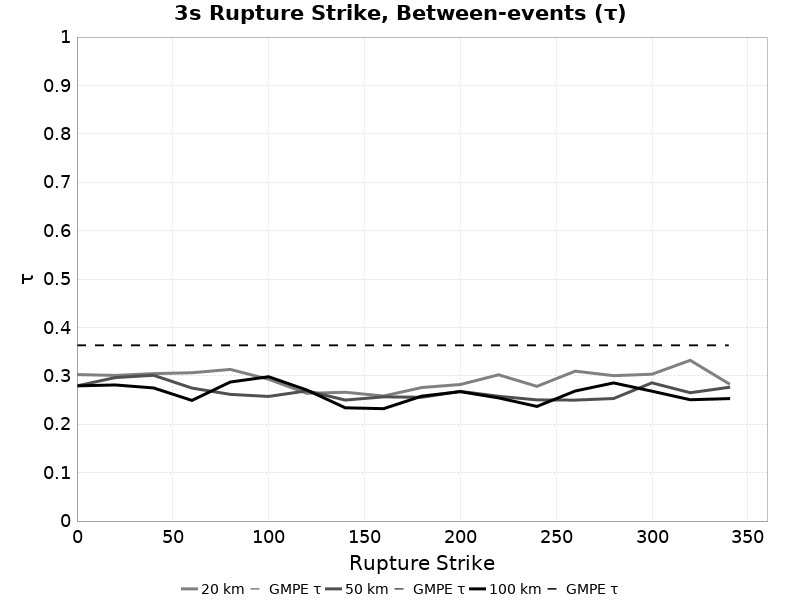 3s Rupture Strike, Between-events (τ)
1
0.9
0.8
0.7
0.6
0.5
0.4
0.3
0.2
0.1
0
τ
0 50 100 150 200 250 300 350
Rupture Strike
20 km GMPE τ 50 km GMPE τ 100 km GMPE τ